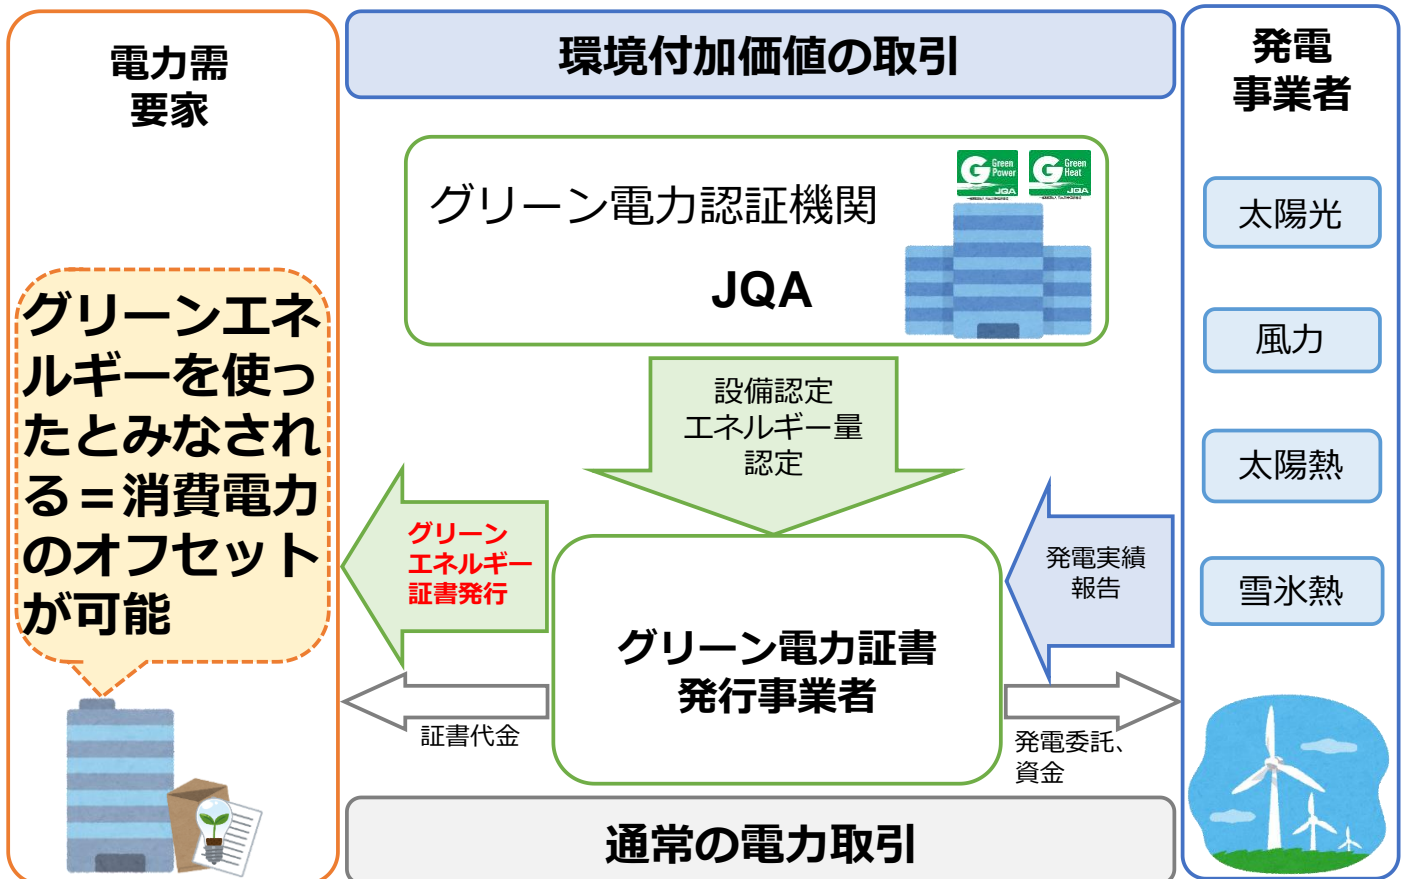 電力需
要家
環境付加価値の取引
発電
事業者
グリーン電力認証機関
JQA
Green
Power
JQA
Green
Heat
JQA
太陽光
風力
太陽熱
雪氷熱
グリーンエネ
ルギーを使っ
たとみなされ
る＝消費電力
のオフセット
が可能
設備認定
エネルギー量
認定
グリーン
エネルギー
証書発行
発電実績
報告
グリーン電力証書
発行事業者
証書代金
発電委託、
資金
通常の電力取引